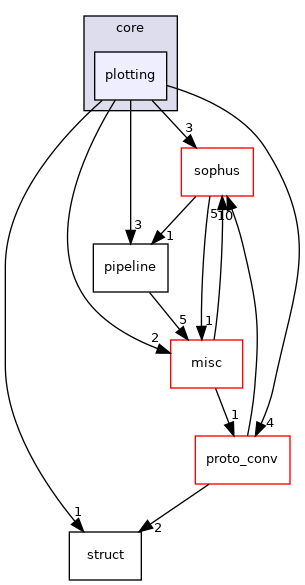 core
plotting
3
sophus
5 10
3 1
pipeline
5 1
2
misc
1 4
proto_conv
1 2
struct